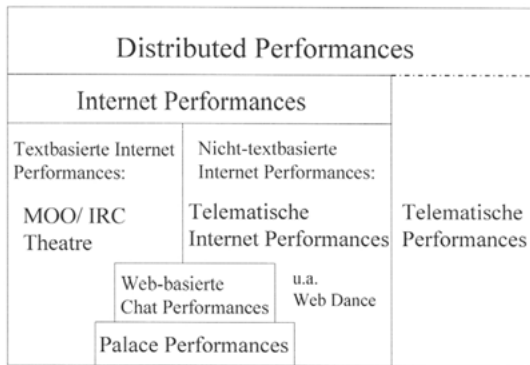 Distributed Performances
Internet Performances
Textbasierte Internet
Performances:
MOO/ IRC
Theatre
Nicht-textbasierte
Internet Performances:
Telematische
Internet Performances
Telematische
Performances
Web-basierte
Chat Performances
u.a.
Web Dance
Palace Performances